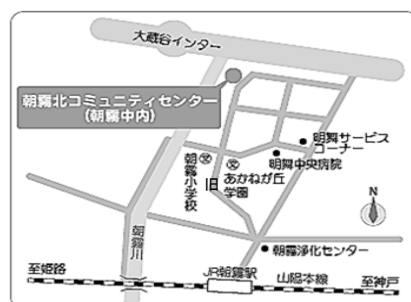 大蔵谷インター
朝霧北コミュニティセンター
(朝霧中内)
明舞サービス
コーナー
明舞中央病院
朝霧小学校
旧
あかねが丘
学園
N
朝霧川
朝霧浄化センター
至姫路
JR朝霧駅
山陽本線
至神戸